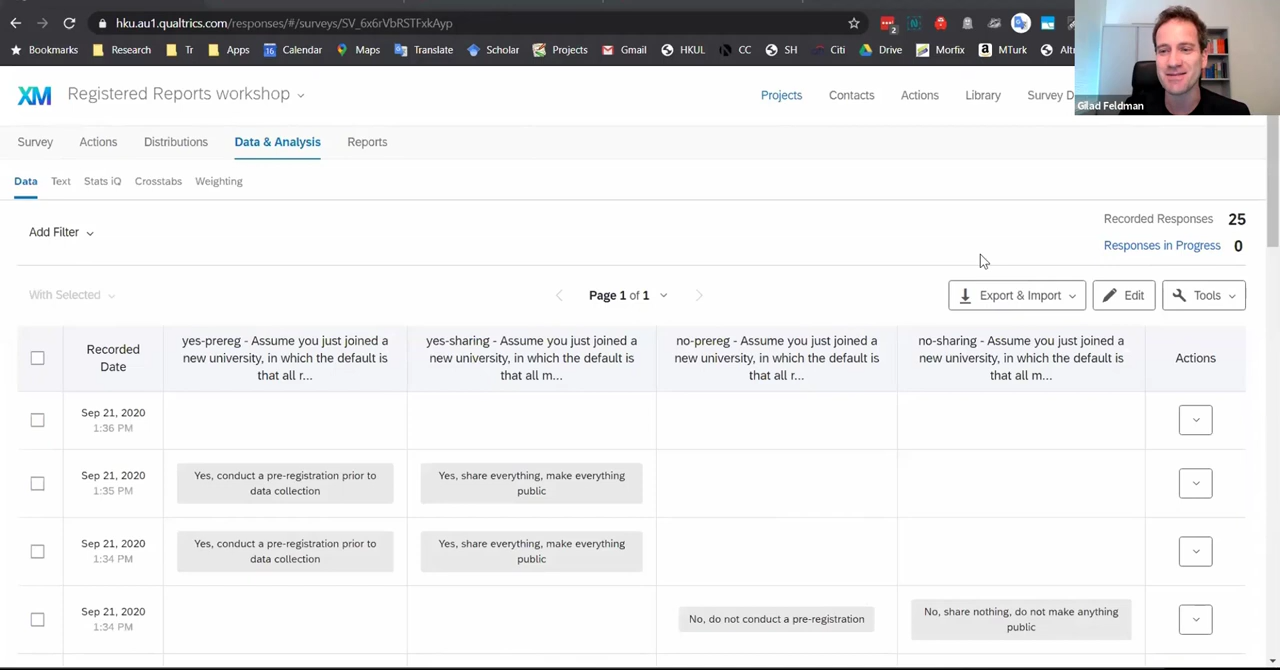 hku.au1.qualtrics.com/responses/#/surveys/SV_6x6rVbRSTFxkAyp
2
Bookmarks Research Tr Apps 16 Calendar Maps Translate Scholar Projects Gmail HKUL CC SH Citi Drive Morfix a MTurk
XM Registered Reports workshop
Projects Contacts Actions Library Survey D
Gilad Feldman
Survey Actions Distributions Data & Analysis Reports
Data Text Stats iQ Crosstabs Weighting
Recorded Responses 25
Add Filter
Responses in Progress 0
With Selected
Page 1 of 1
Export & Import Edit Tools
Recorded
Date
yes-prereg - Assume you just joined a
new university, in which the default is
that all r...
yes-sharing - Assume you just joined a
new university, in which the default is
that all m...
no-prereg - Assume you just joined a
new university, in which the default is
that all r...
no-sharing - Assume you just joined a
new university, in which the default is
that all m...
Actions
Sep 21, 2020
1:36 PM
Sep 21, 2020
1:35 PM
Yes, conduct a pre-registration prior to
data collection
Yes, share everything, make everything
public
Sep 21, 2020
1:34 PM
Yes, conduct a pre-registration prior to
data collection
Yes, share everything, make everything
public
Sep 21, 2020
1:34 PM
No, do not conduct a pre-registration
No, share nothing, do not make anything
public